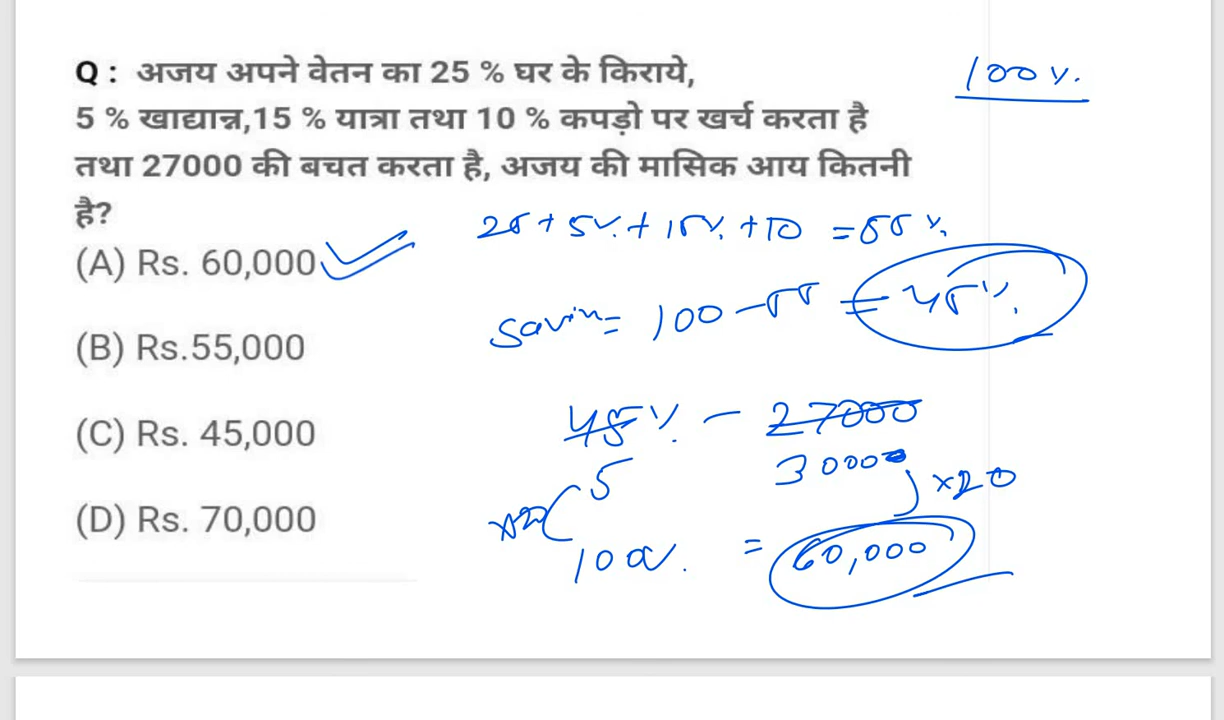 Q : अजय अपने वेतन का 25 % घर के किराये,
100 %.
5 % खाद्यान्न,15 % यात्रा तथा 10 % कपड़ो पर खर्च करता है
तथा 27000 की बचत करता है, अजय की मासिक आय कितनी
है?
25 + 5%. + 15%. + 10 = 55 %.
(A) Rs. 60,000
Savin = 100 - 55 = 45 %.
(B) Rs.55,000
45 %. - 27000
(C) Rs. 45,000
5 3000 ×20
(D) Rs. 70,000
×20
100%. = 60,000